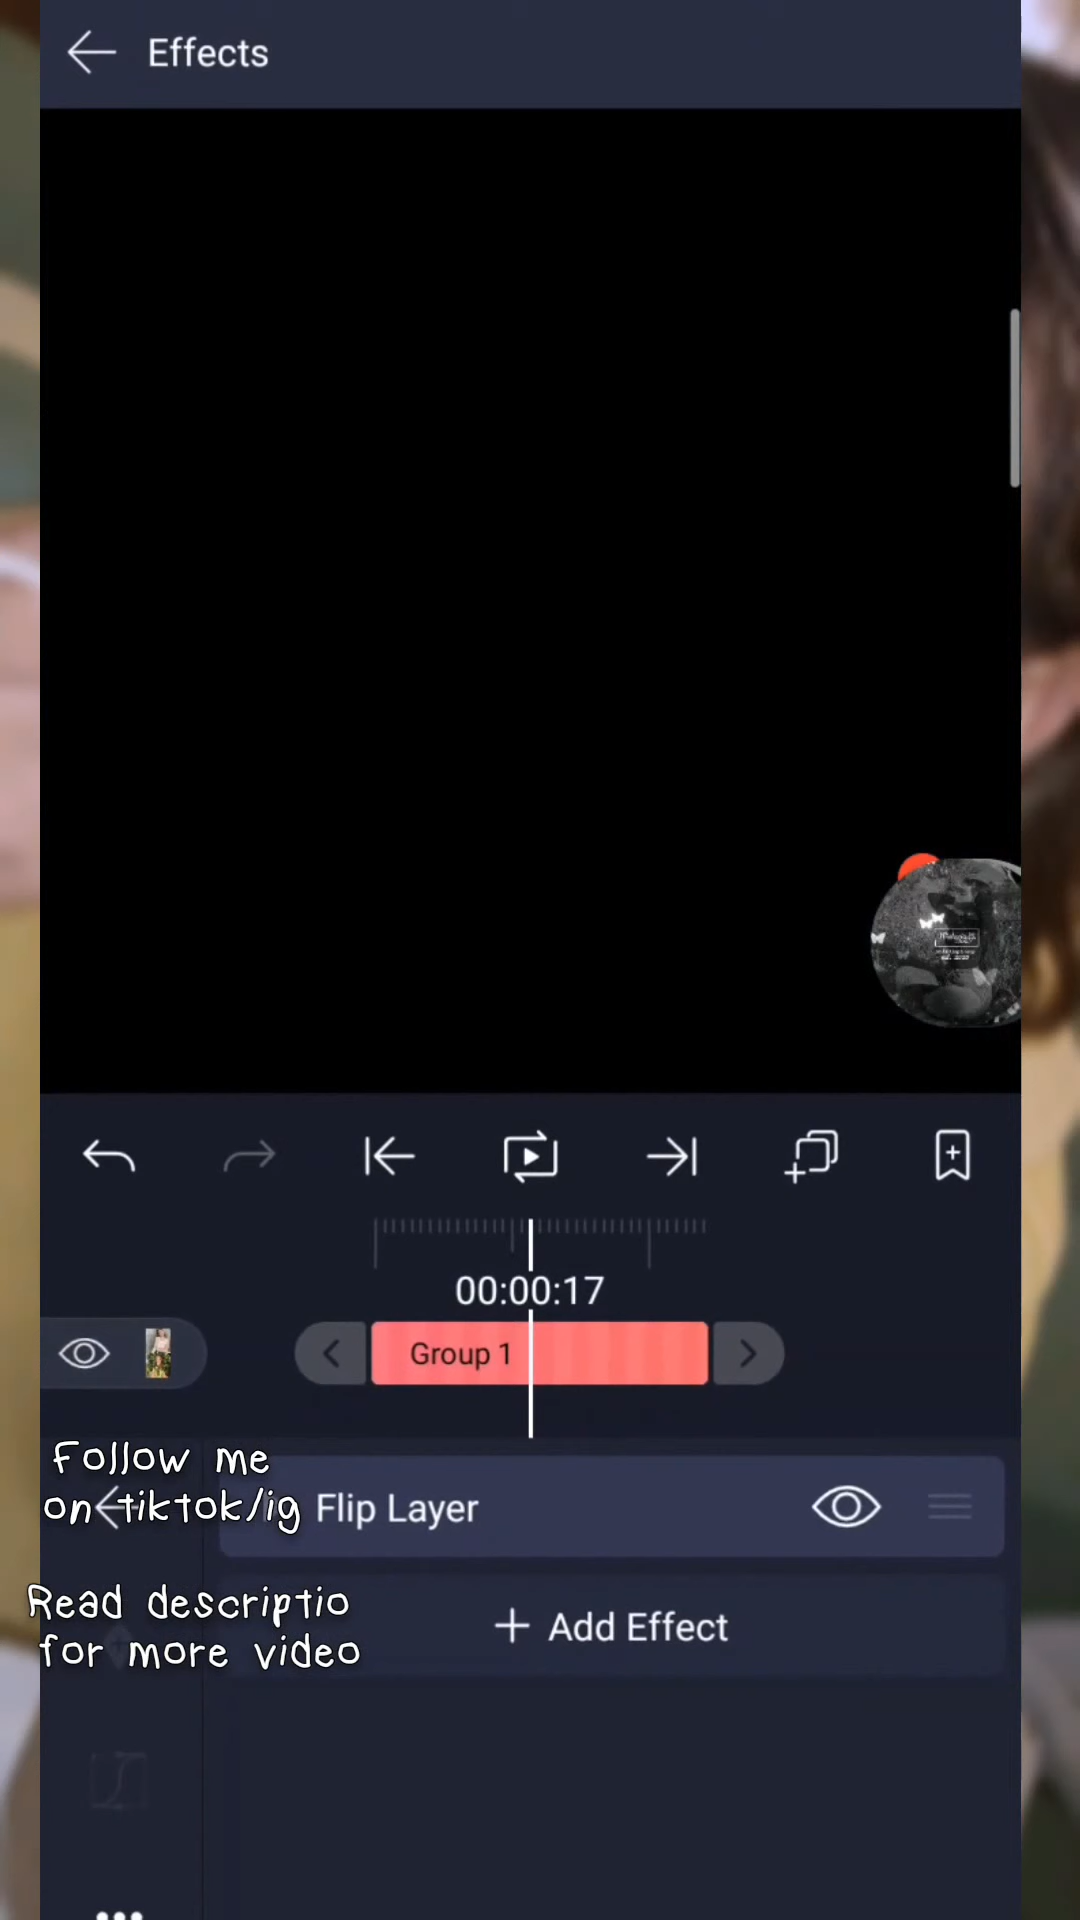 Effects
00:00:17
Group 1
Follow me
on tiktok/ig
Flip Layer
Read descriptio
for more video
Add Effect